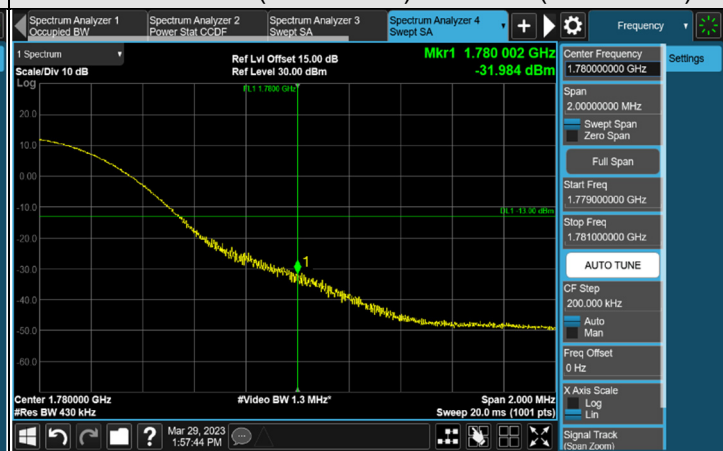 Spectrum Analyzer 1
Occupied BW
Spectrum Analyzer 2
Power Stat CCDF
Spectrum Analyzer 3
Swept SA
Spectrum Analyzer 4
Swept SA
Frequency
1 Spectrum
Scale/Div 10 dB
Ref Lvl Offset 15.00 dB
Ref Level 30.00 dBm
Mkr1 1.780 002 GHz
-31.984 dBm
Log
FL1 1.7800 GHz
20.0
10.0
0.00
-10.0
-20.0
-30.0
-40.0
-50.0
-60.0
DL1 -13.00 dBm
1
Center 1.780000 GHz
#Res BW 430 kHz
#Video BW 1.3 MHz*
Span 2.000 MHz
Sweep 20.0 ms (1001 pts)
Center Frequency
1.780000000 GHz
Settings
Span
2.00000000 MHz
Swept Span
Zero Span
Full Span
Start Freq
1.779000000 GHz
Stop Freq
1.781000000 GHz
AUTO TUNE
CF Step
200.000 kHz
Auto
Man
Freq Offset
0 Hz
X Axis Scale
Log
Lin
Signal Track
(Span Zoom)
?
Mar 29, 2023
1:57:44 PM